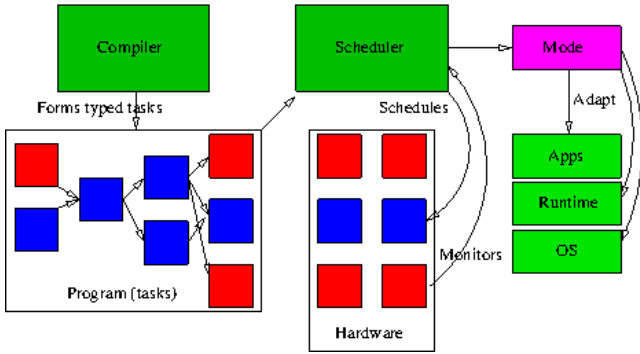 Compiler
Scheduler
Mode
Forms typed tasks
Schedules
Adapt
Apps
Runtime
OS
Monitors
Program (tasks)
Hardware